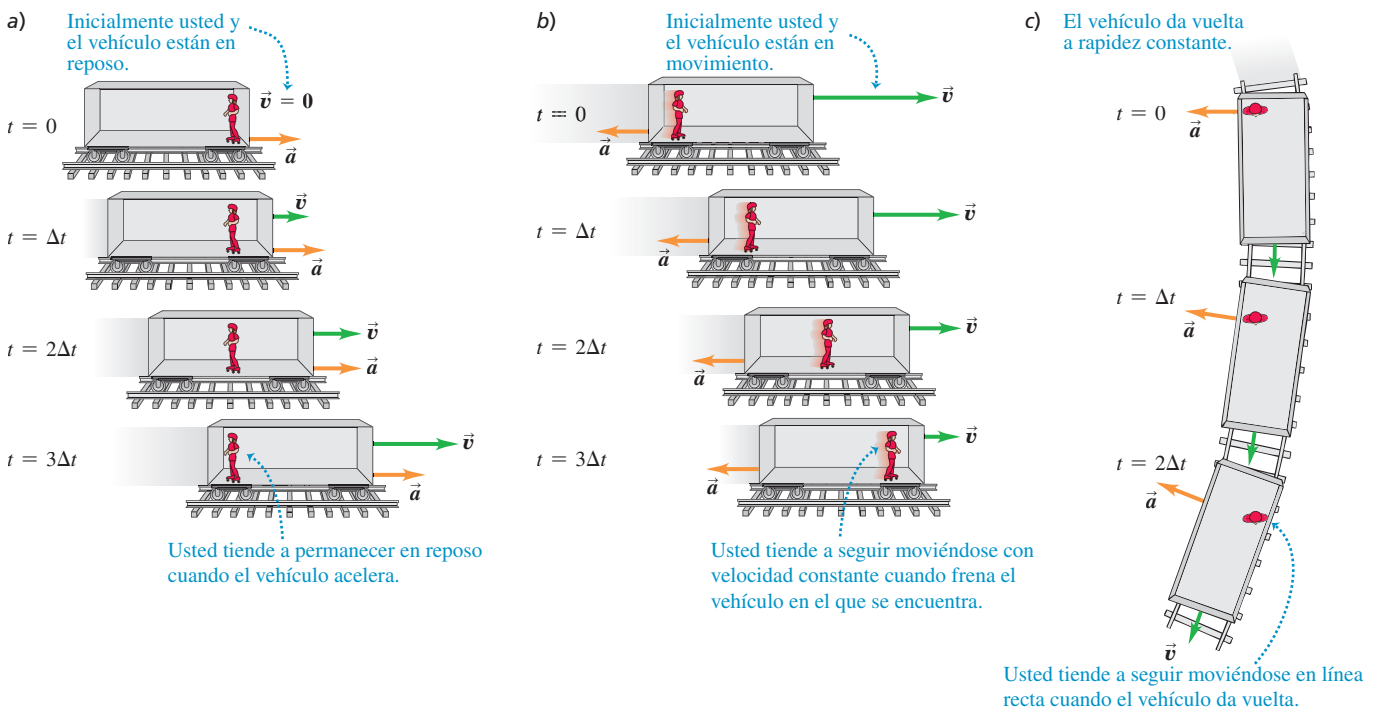 a)
Inicialmente usted y
el vehículo están en
reposo.
t = 0
v⃗ = 0
a⃗
t = Δt
v⃗
a⃗
t = 2Δt
v⃗
a⃗
t = 3Δt
v⃗
a⃗
Usted tiende a permanecer en reposo
cuando el vehículo acelera.
b)
Inicialmente usted y
el vehículo están en
movimiento.
t = 0
v⃗
a⃗
t = Δt
v⃗
a⃗
t = 2Δt
v⃗
a⃗
t = 3Δt
v⃗
a⃗
Usted tiende a seguir moviéndose con
velocidad constante cuando frena el
vehículo en el que se encuentra.
c)
El vehículo da vuelta
a rapidez constante.
t = 0
a⃗
t = Δt
a⃗
t = 2Δt
a⃗
v⃗
Usted tiende a seguir moviéndose en línea
recta cuando el vehículo da vuelta.